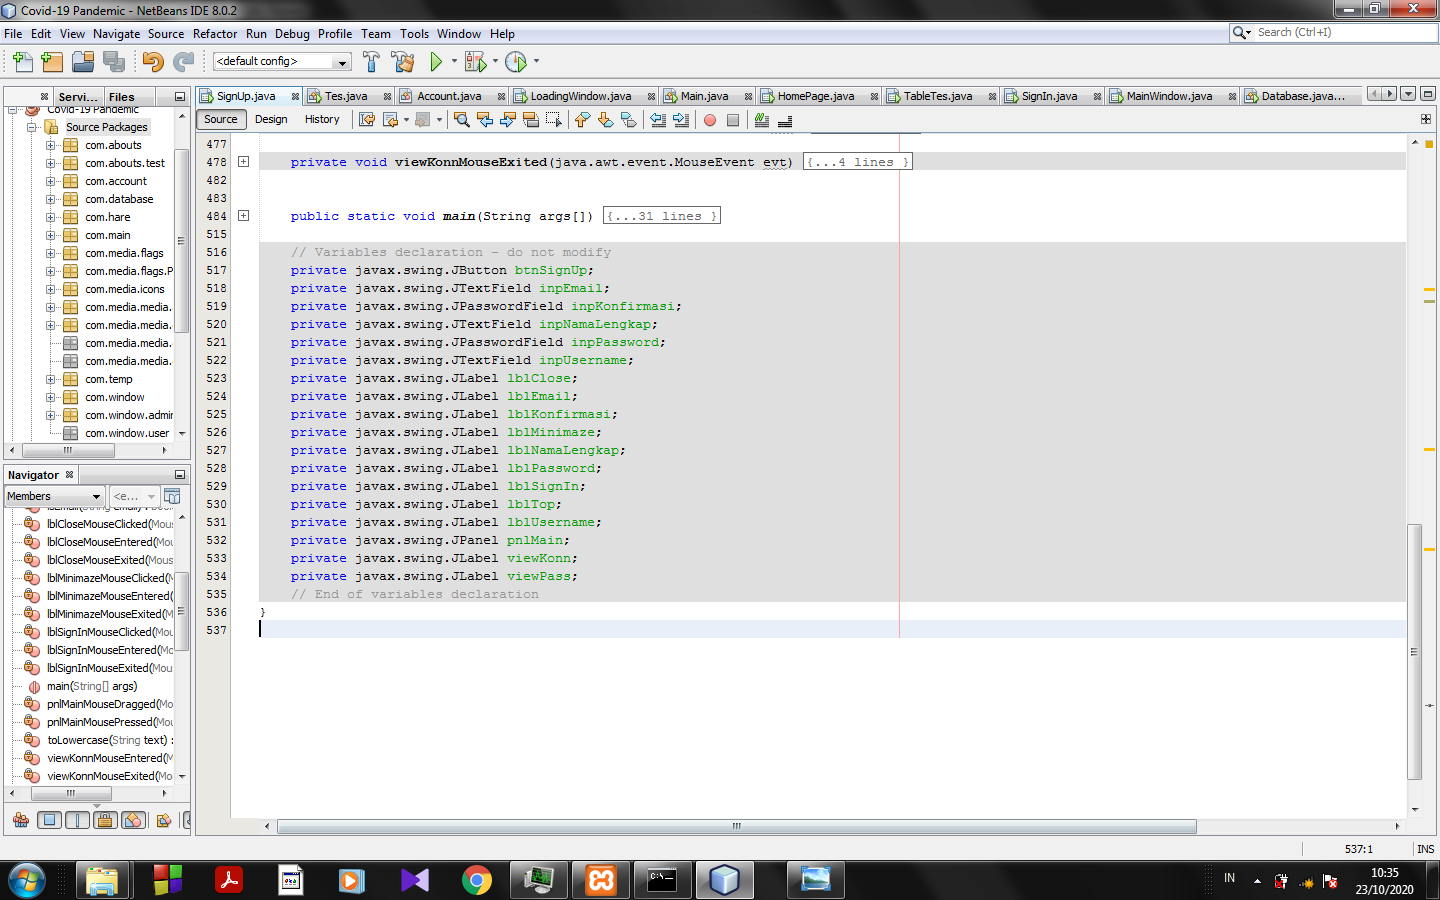 Covid-19 Pandemic - NetBeans IDE 8.0.2
File Edit View Navigate Source Refactor Run Debug Profile Team Tools Window Help
Search (Ctrl+I)
<default config>
Servi... Files
SignUp.java Tes.java Account.java LoadingWindow.java Main.java HomePage.java TableTes.java SignIn.java MainWindow.java Database.java...
Source Design History
Covid-19 Pandemic
Source Packages
com.abouts
com.abouts.test
com.account
com.database
com.hare
com.main
com.media.flags
com.media.flags.P
com.media.icons
com.media.media.
com.media.media.
com.media.media.
com.media.media.
com.temp
com.window
com.window.admin
com.window.user
Navigator
Members
<e...
lblCloseMouseClicked(Mou
lblCloseMouseEntered(Mo
lblCloseMouseExited(Mous
lblMinimazeMouseClicked(M
lblMinimazeMouseEntered(
lblMinimazeMouseExited(M
lblSignInMouseClicked(Mou
lblSignInMouseEntered(Mo
lblSignInMouseExited(Mou
main(String[] args)
pnlMainMouseDragged(Mo
pnlMainMousePressed(Mou
toLowercase(String text) :
viewKonnMouseEntered(M
viewKonnMouseExited(Mo
477
478 private void viewKonnMouseExited(java.awt.event.MouseEvent evt) {...4 lines }
482
483
484 public static void main(String args[]) {...31 lines }
515
516 // Variables declaration - do not modify
517 private javax.swing.JButton btnSignUp;
518 private javax.swing.JTextField inpEmail;
519 private javax.swing.JPasswordField inpKonfirmasi;
520 private javax.swing.JTextField inpNamaLengkap;
521 private javax.swing.JPasswordField inpPassword;
522 private javax.swing.JTextField inpUsername;
523 private javax.swing.JLabel lblClose;
524 private javax.swing.JLabel lblEmail;
525 private javax.swing.JLabel lblKonfirmasi;
526 private javax.swing.JLabel lblMinimaze;
527 private javax.swing.JLabel lblNamaLengkap;
528 private javax.swing.JLabel lblPassword;
529 private javax.swing.JLabel lblSignIn;
530 private javax.swing.JLabel lblTop;
531 private javax.swing.JLabel lblUsername;
532 private javax.swing.JPanel pnlMain;
533 private javax.swing.JLabel viewKonn;
534 private javax.swing.JLabel viewPass;
535 // End of variables declaration
536 }
537
537:1 INS
IN
10:35
23/10/2020